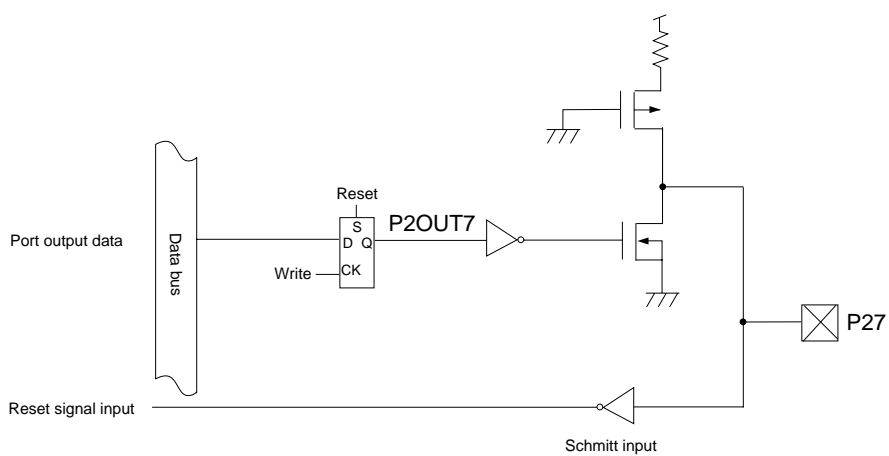 Reset
S
P2OUT7
Port output data
Data bus
D Q
Write
CK
P27
Reset signal input
Schmitt input